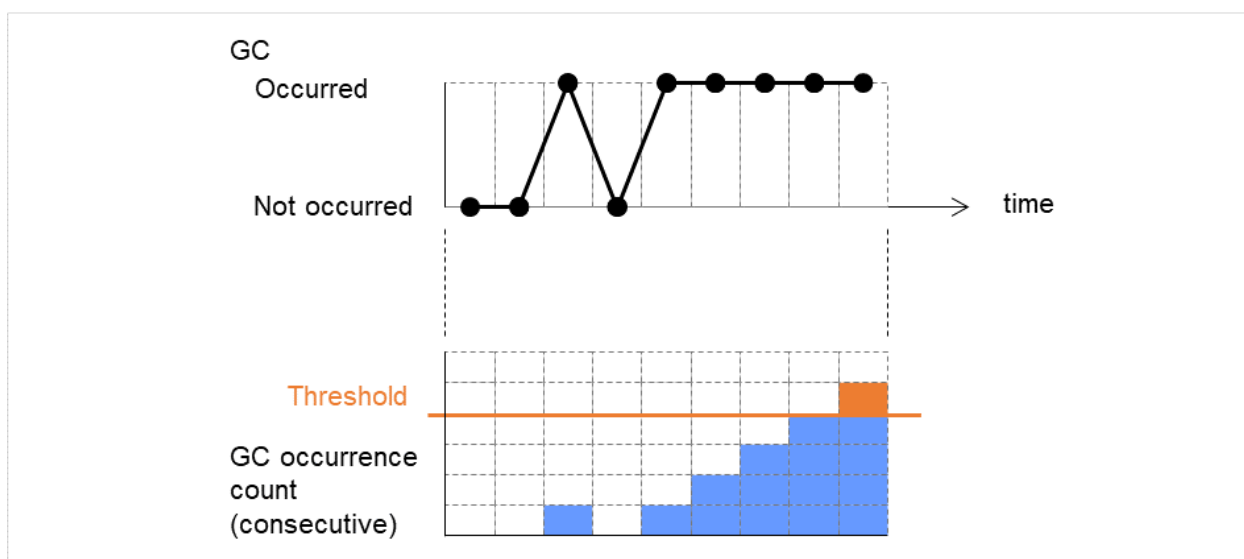 GC
Occurred
Not occurred
time
Threshold
GC occurrence
count
(consecutive)